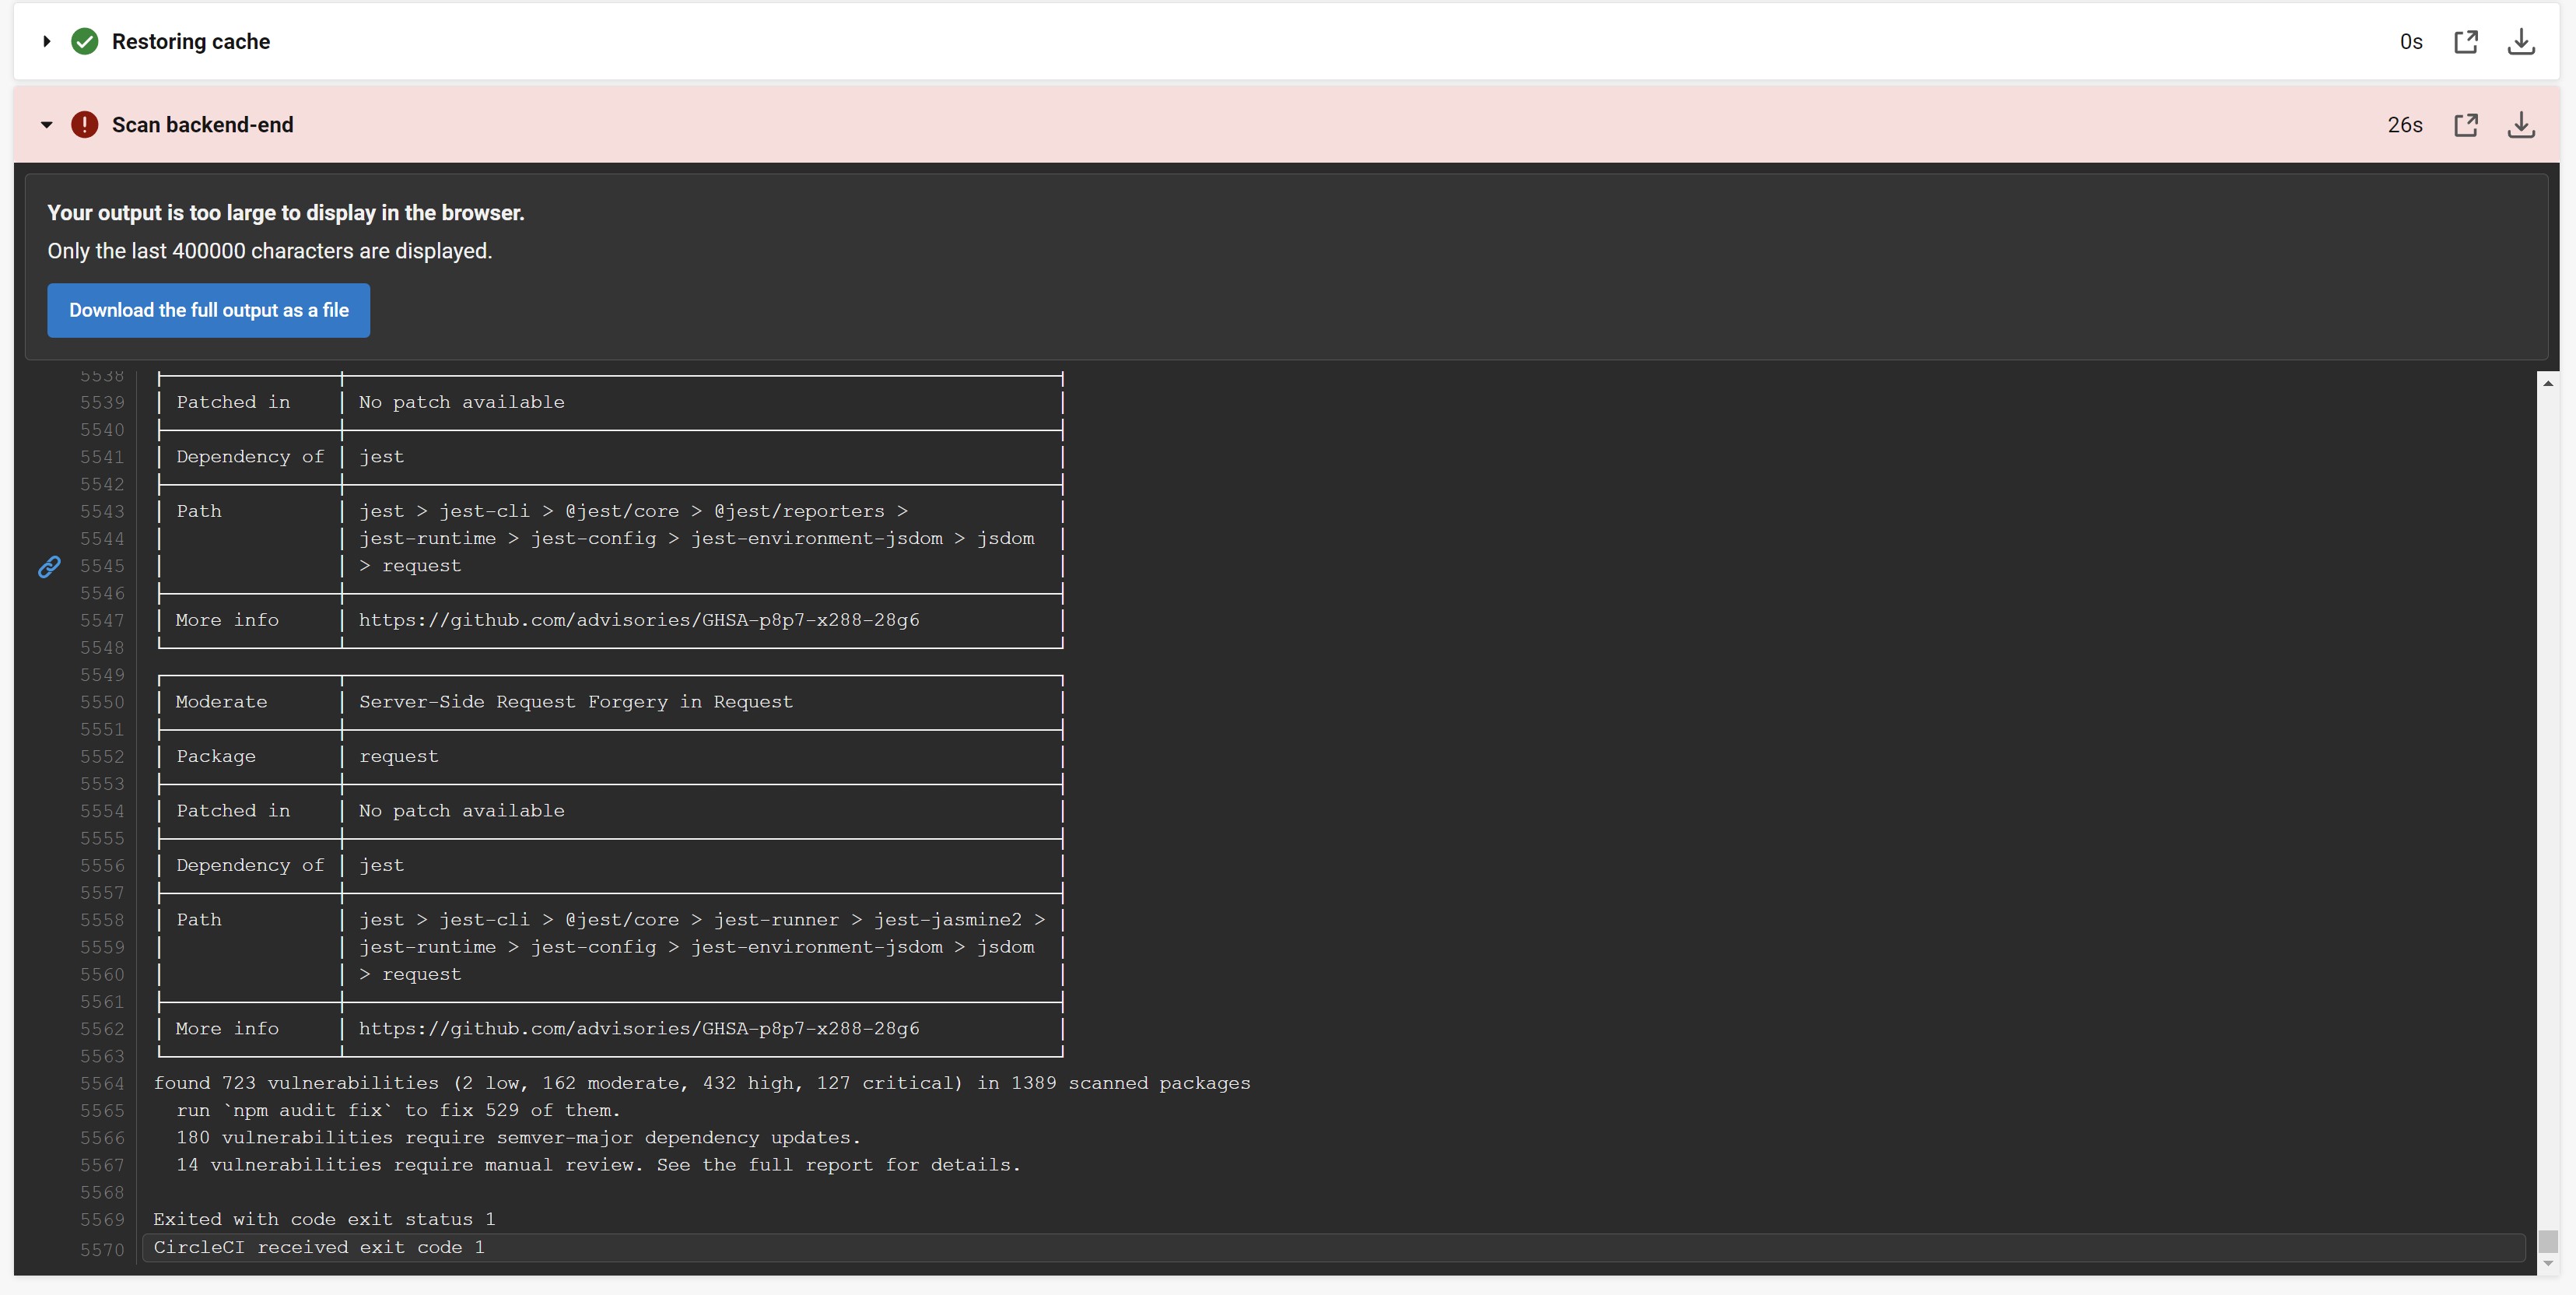 Restoring cache
0s
Scan backend-end
26s
Your output is too large to display in the browser.
Only the last 400000 characters are displayed.
Download the full output as a file
5538
5539 Patched in No patch available
5540
5541 Dependency of jest
5542
5543 Path jest > jest-cli > @jest/core > @jest/reporters >
5544 jest-runtime > jest-config > jest-environment-jsdom > jsdom
5545 > request
5546
5547 More info https://github.com/advisories/GHSA-p8p7-x288-28g6
5548
5549
5550 Moderate Server-Side Request Forgery in Request
5551
5552 Package request
5553
5554 Patched in No patch available
5555
5556 Dependency of jest
5557
5558 Path jest > jest-cli > @jest/core > jest-runner > jest-jasmine2 >
5559 jest-runtime > jest-config > jest-environment-jsdom > jsdom
5560 > request
5561
5562 More info https://github.com/advisories/GHSA-p8p7-x288-28g6
5563
5564 found 723 vulnerabilities (2 low, 162 moderate, 432 high, 127 critical) in 1389 scanned packages
5565 run `npm audit fix` to fix 529 of them.
5566 180 vulnerabilities require semver-major dependency updates.
5567 14 vulnerabilities require manual review. See the full report for details.
5568
5569 Exited with code exit status 1
5570 CircleCI received exit code 1